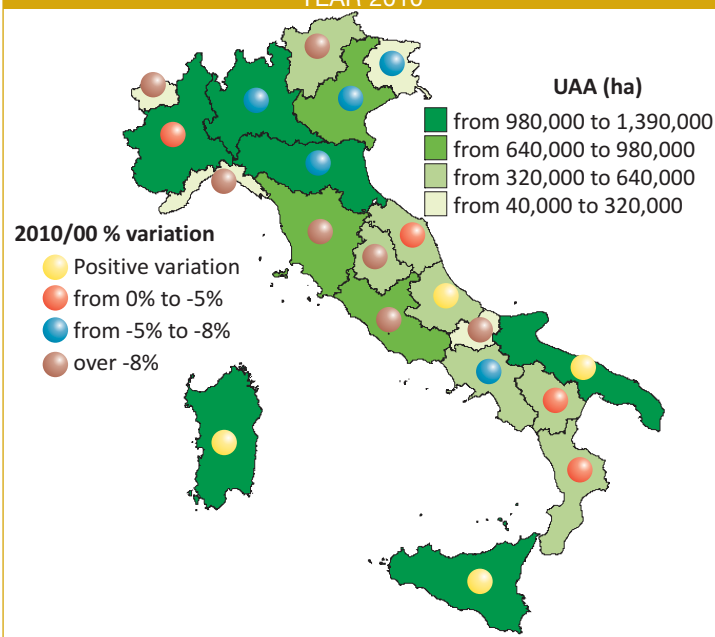 YEAR 2010
UAA (ha)
from 980,000 to 1,390,000
from 640,000 to 980,000
from 320,000 to 640,000
from 40,000 to 320,000
2010/00 % variation
Positive variation
from 0% to -5%
from -5% to -8%
over -8%